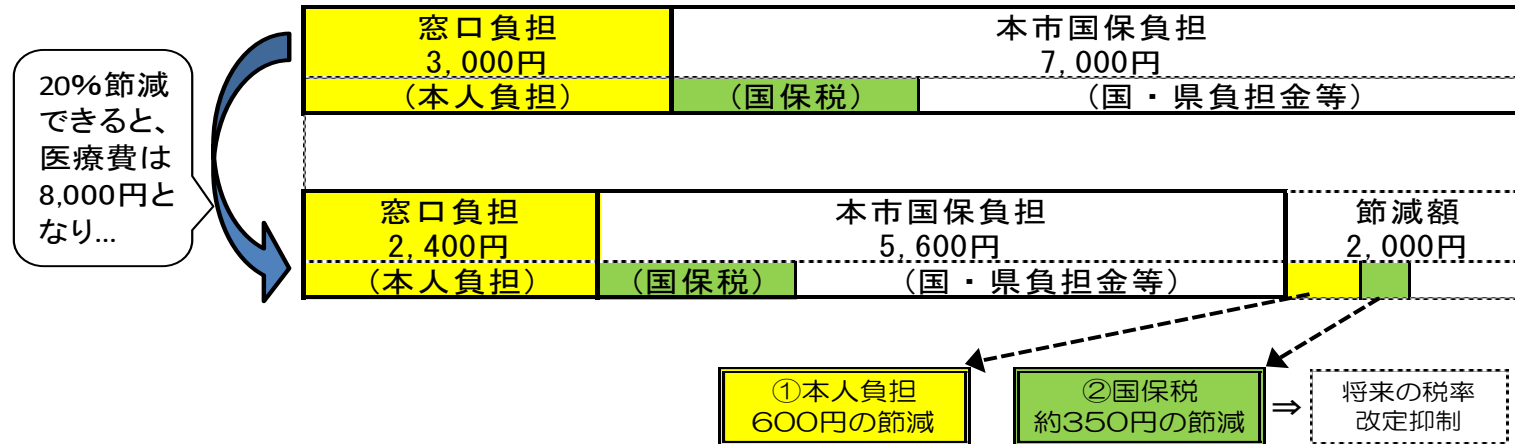 20%節減
できると、
医療費は
8,000円と
なり…
窓口負担
3,000円
(本人負担)
本市国保負担
7,000円
(国保税)
(国・県負担金等)
窓口負担
2,400円
(本人負担)
本市国保負担
5,600円
(国保税)
(国・県負担金等)
節減額
2,000円
①本人負担
600円の節減
②国保税
約350円の節減
⇒
将来の税率
改定抑制